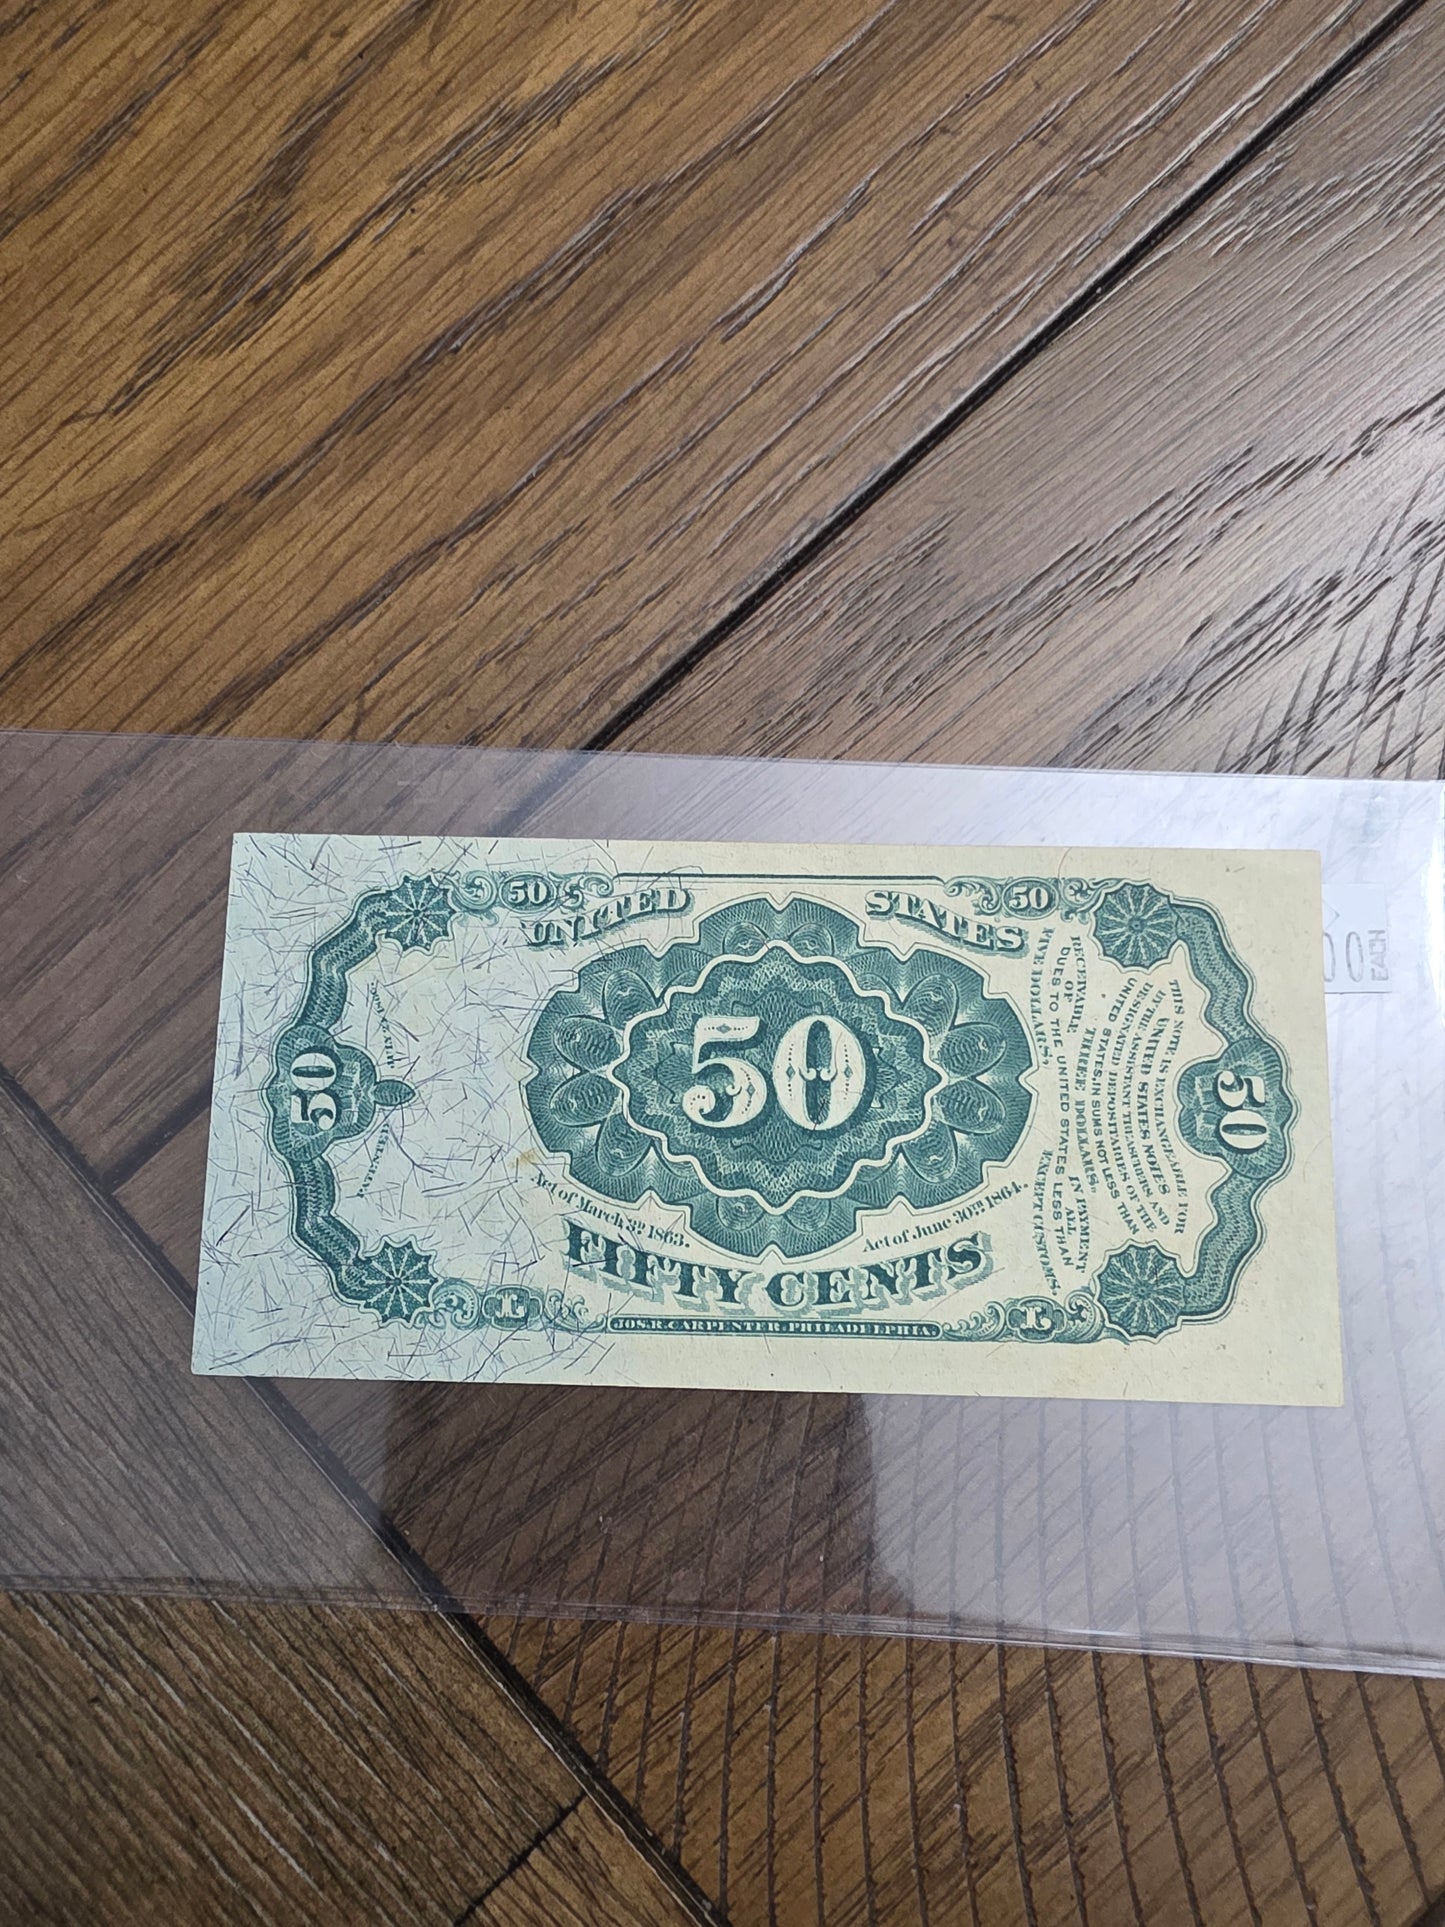 50
50
UNITED
STATES
50
50
PATENTED
MAY
50
THIS NOTE IS EXCHANGEABLE FOR
UNITED STATES NOTES
BY THE ASSISTANT TREASURERS AND
DESIGNATED DEPOSITARIES OF THE
UNITED STATES, IN SUMS NOT LESS THAN
THREE DOLLARS.
RECEIVABLE IN PAYMENT
OF ALL
DUES TO THE UNITED STATES LESS THAN
FIVE DOLLARS, EXCEPT CUSTOMS.
Act of March 3D 1863.
Act of June 30TH 1864.
FIFTY CENTS
L
L
JOS. R. CARPENTER. PHILADELPHIA.
00
EACH